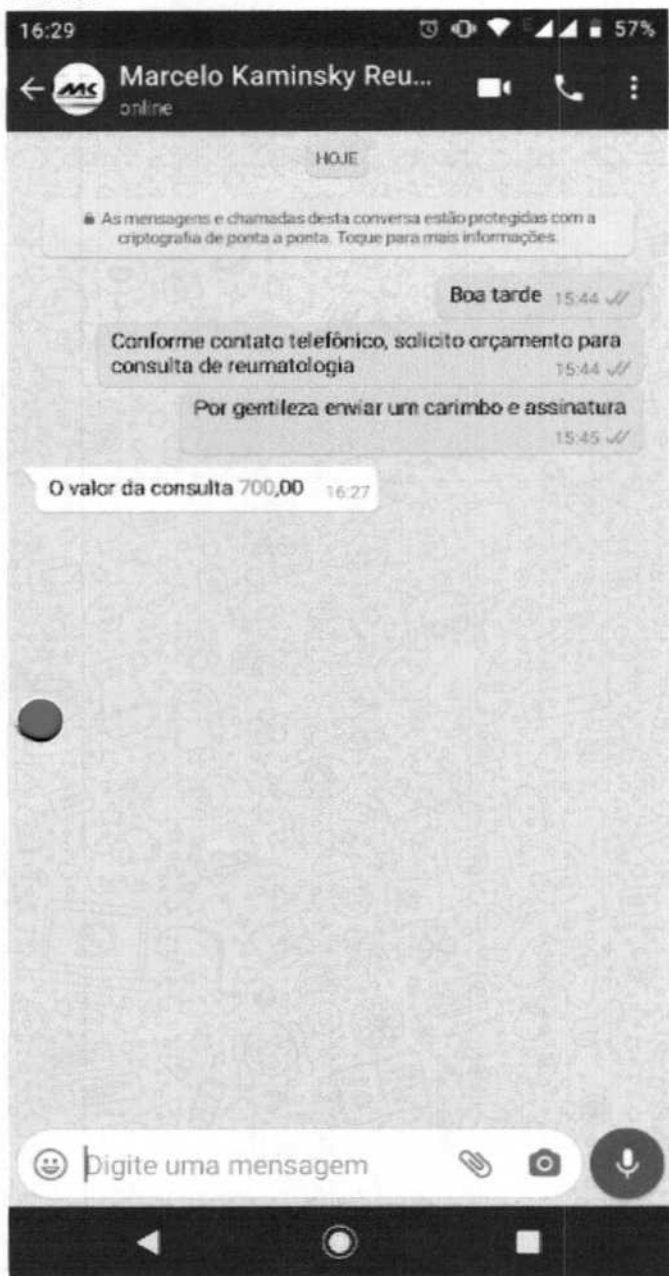 16:29
57%
MK
Marcelo Kaminsky Reu...
online
HOJE
As mensagens e chamadas desta conversa estão protegidas com a
criptografia de ponta a ponta. Toque para mais informações.
Boa tarde 15:44
Conforme contato telefônico, solicito orçamento para
consulta de reumatologia 15:44
Por gentileza enviar um carimbo e assinatura
15:45
O valor da consulta 700,00 16:27
Digite uma mensagem